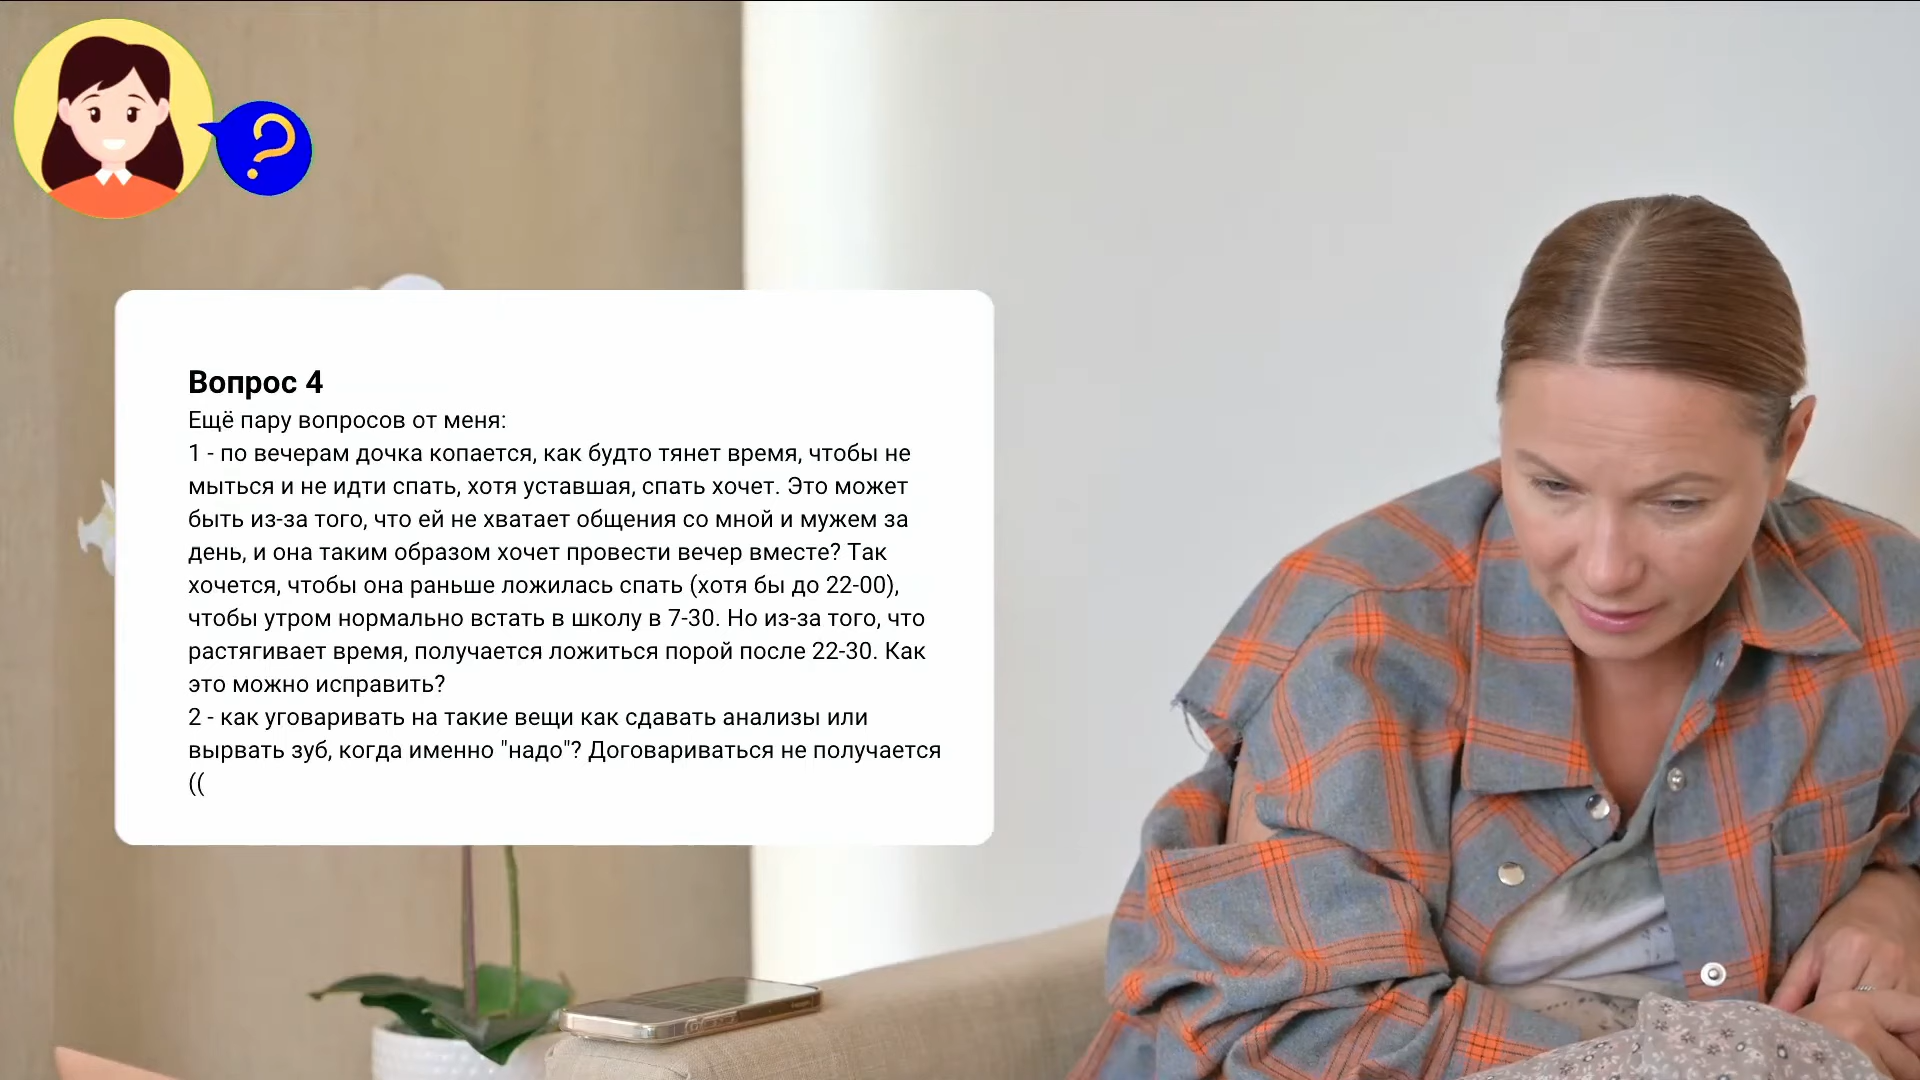 ?
Вопрос 4
Ещё пару вопросов от меня:
1 - по вечерам дочка копается, как будто тянет время, чтобы не
мыться и не идти спать, хотя уставшая, спать хочет. Это может
быть из-за того, что ей не хватает общения со мной и мужем за
день, и она таким образом хочет провести вечер вместе? Так
хочется, чтобы она раньше ложилась спать (хотя бы до 22-00),
чтобы утром нормально встать в школу в 7-30. Но из-за того, что
растягивает время, получается ложиться порой после 22-30. Как
это можно исправить?
2 - как уговаривать на такие вещи как сдавать анализы или
вырвать зуб, когда именно "надо"? Договариваться не получается
((